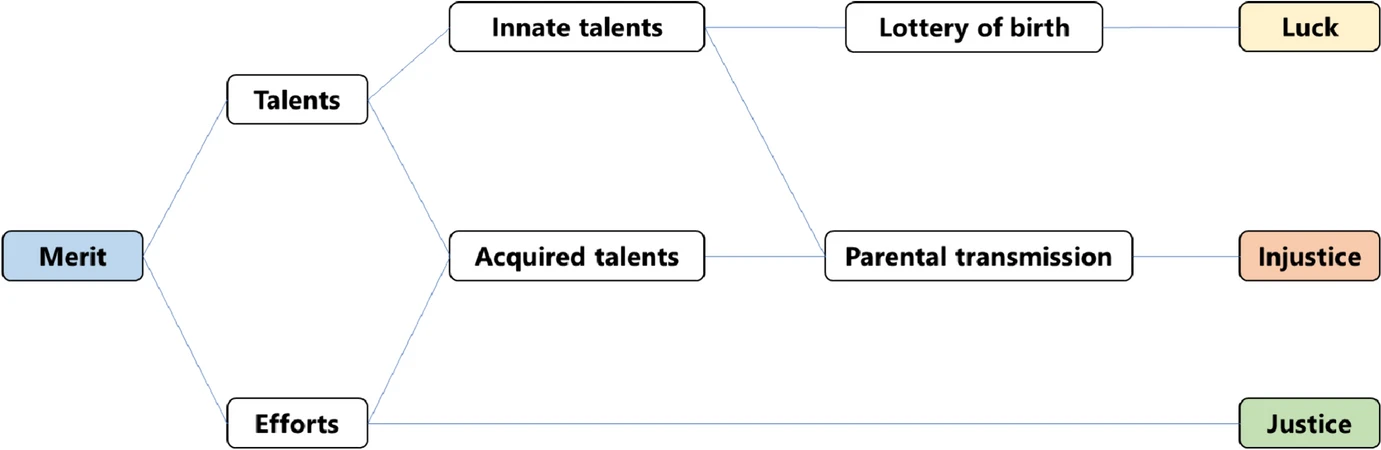 Innate talents
Lottery of birth
Luck
Talents
Merit
Acquired talents
Parental transmission
Injustice
Efforts
Justice